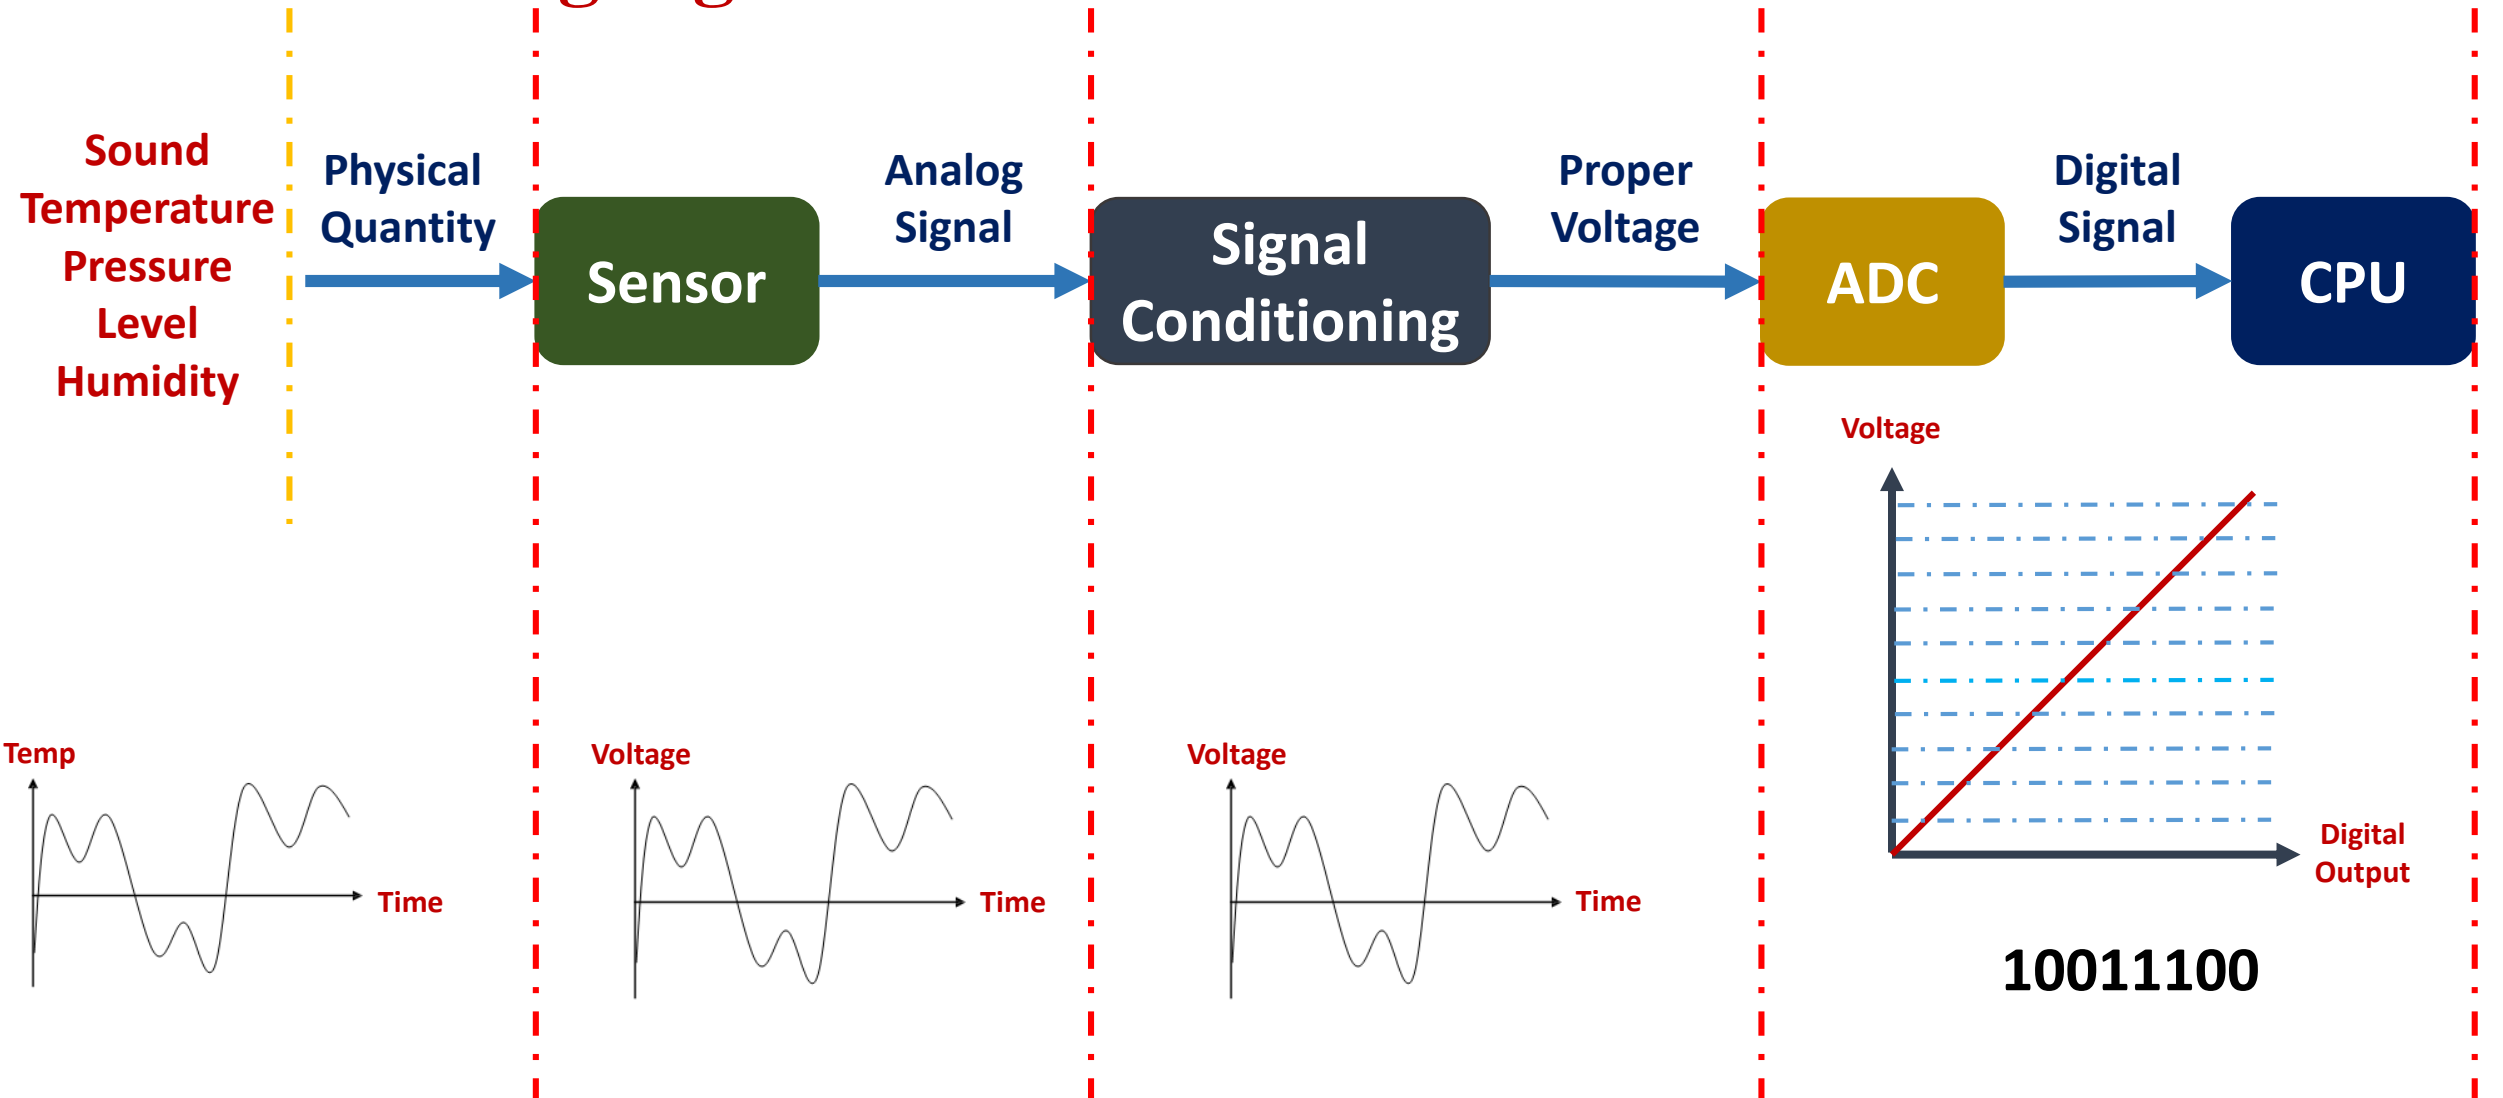 Sound
Temperature
Pressure
Level
Humidity
Physical
Quantity
Sensor
Analog
Signal
Signal
Conditioning
Proper
Voltage
ADC
Digital
Signal
CPU
Voltage
Digital
Output
Temp
Time
Voltage
Time
Voltage
Time
10011100